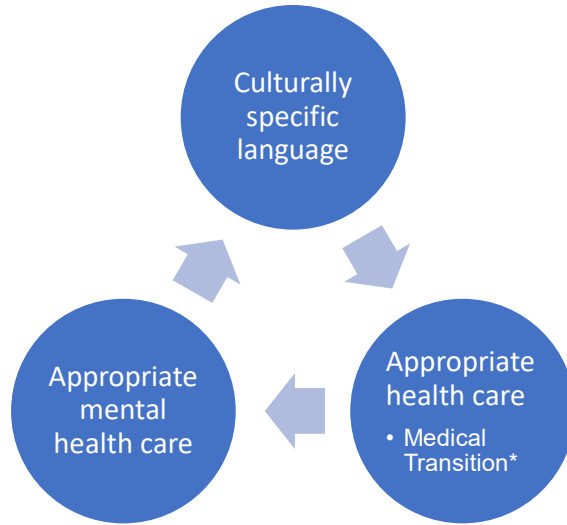 Culturally
specific
language
Appropriate
health care
• Medical
Transition*
Appropriate
mental
health care